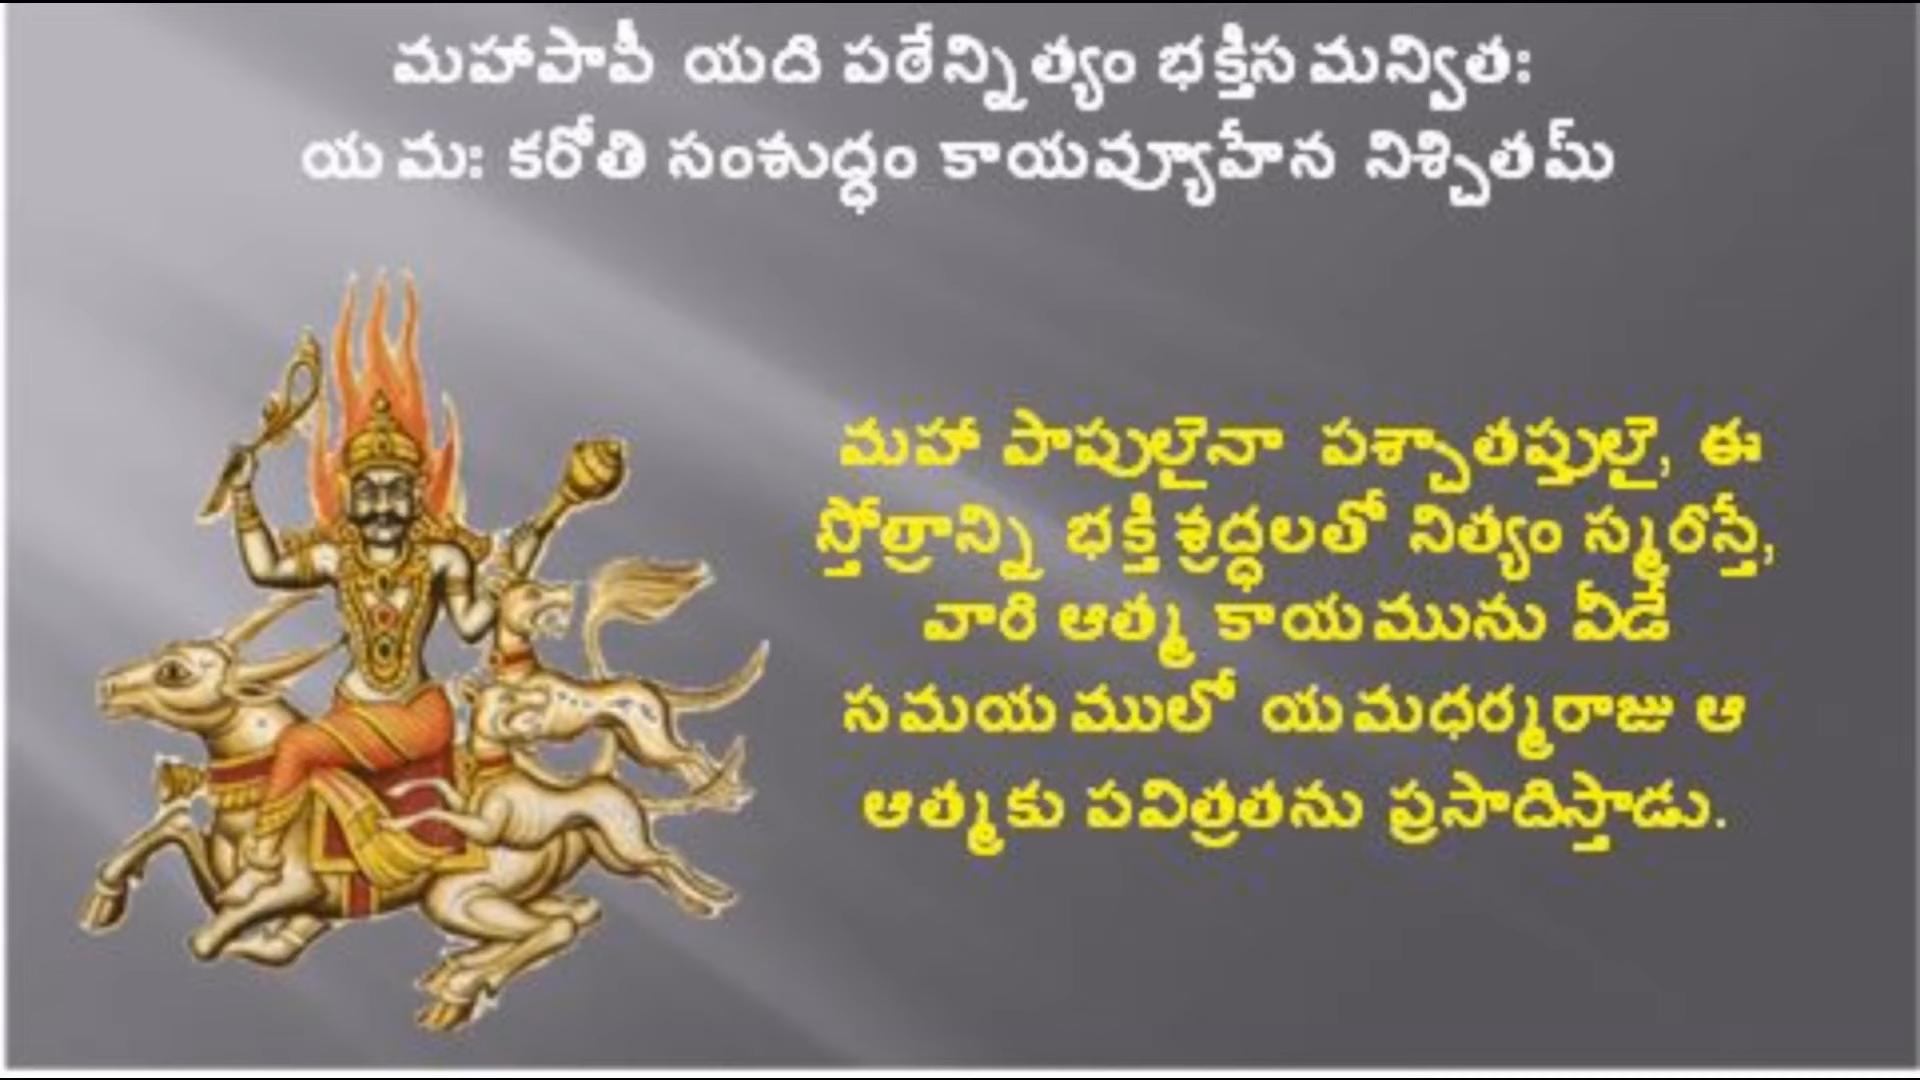 మహాపాపీ యది పఠేన్నిత్యం భక్తిసమన్వితః
యమః కరోతి సంశుద్ధం కాయవ్యూహేన నిశ్చితమ్
మహా పాపులైనా పశ్చాతప్తులై, ఈ
స్తోత్రాన్ని భక్తి శ్రద్ధలతో నిత్యం స్మరిస్తే,
వారి ఆత్మ కాయమును వీడే
సమయములో యమధర్మరాజు ఆ
ఆత్మకు పవిత్రతను ప్రసాదిస్తాడు.